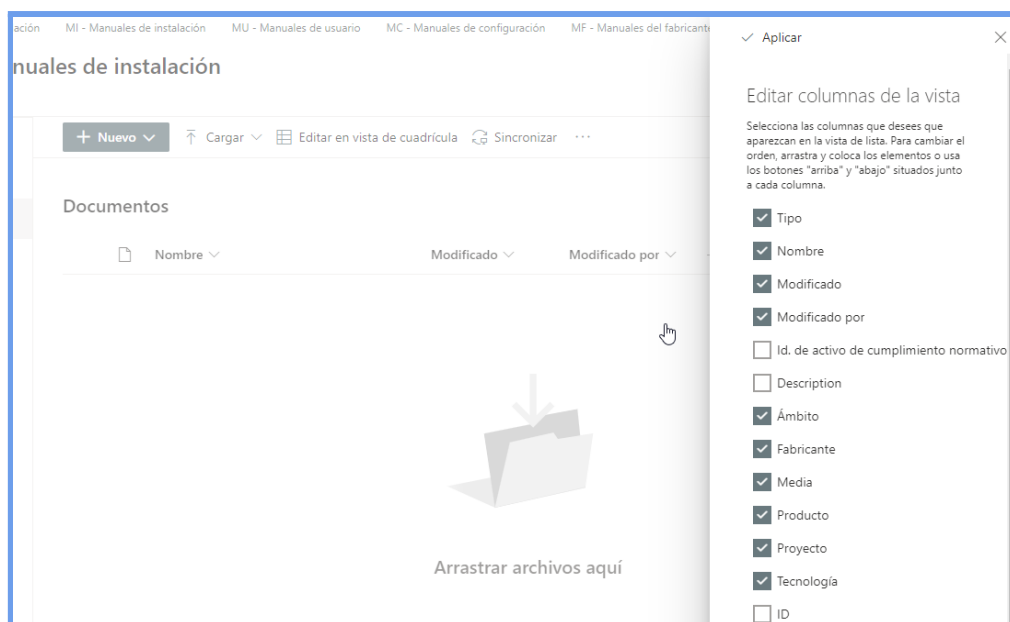 ación MI - Manuales de instalación MU - Manuales de usuario MC - Manuales de configuración MF - Manuales del fabricante
nuales de instalación
Nuevo Cargar Editar en vista de cuadrícula Sincronizar ···
Documentos
Nombre Modificado Modificado por
Arrastrar archivos aquí
Aplicar
Editar columnas de la vista
Selecciona las columnas que desees que
aparezcan en la vista de lista. Para cambiar el
orden, arrastra y coloca los elementos o usa
los botones "arriba" y "abajo" situados junto
a cada columna.
Tipo
Nombre
Modificado
Modificado por
Id. de activo de cumplimiento normativo
Description
Ámbito
Fabricante
Media
Producto
Proyecto
Tecnología
ID